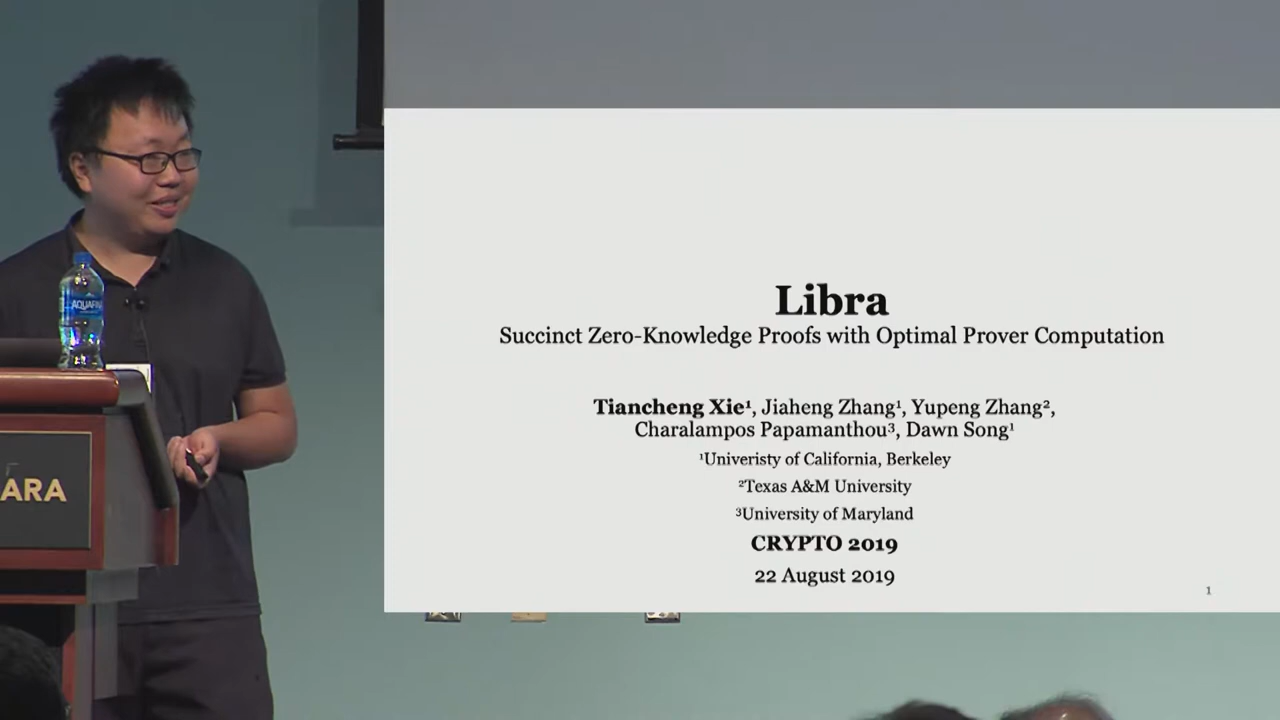 Libra
Succinct Zero-Knowledge Proofs with Optimal Prover Computation
Tiancheng Xie¹, Jiaheng Zhang¹, Yupeng Zhang²,
Charalampos Papamanthou³, Dawn Song¹
¹Univeristy of California, Berkeley
²Texas A&M University
³University of Maryland
CRYPTO 2019
22 August 2019
1
AQUAFINA
ARA